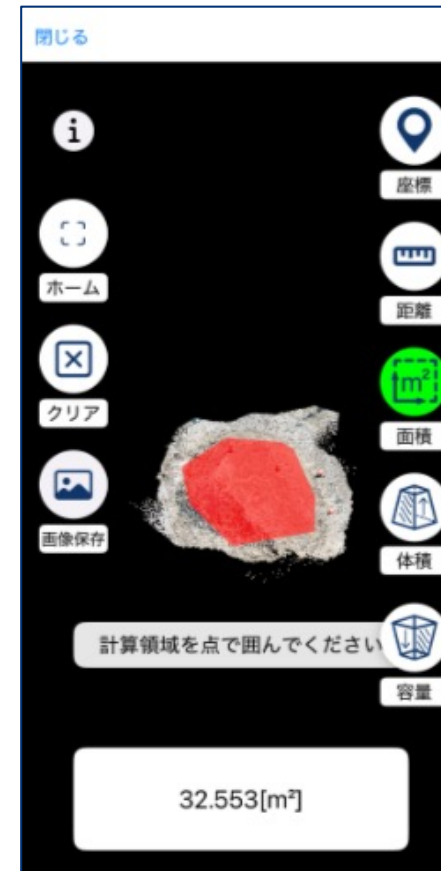 閉じる
i
座標
ホーム
距離
クリア
m²
面積
画像保存
体積
計算領域を点で囲んでください
容量
32.553[m²]